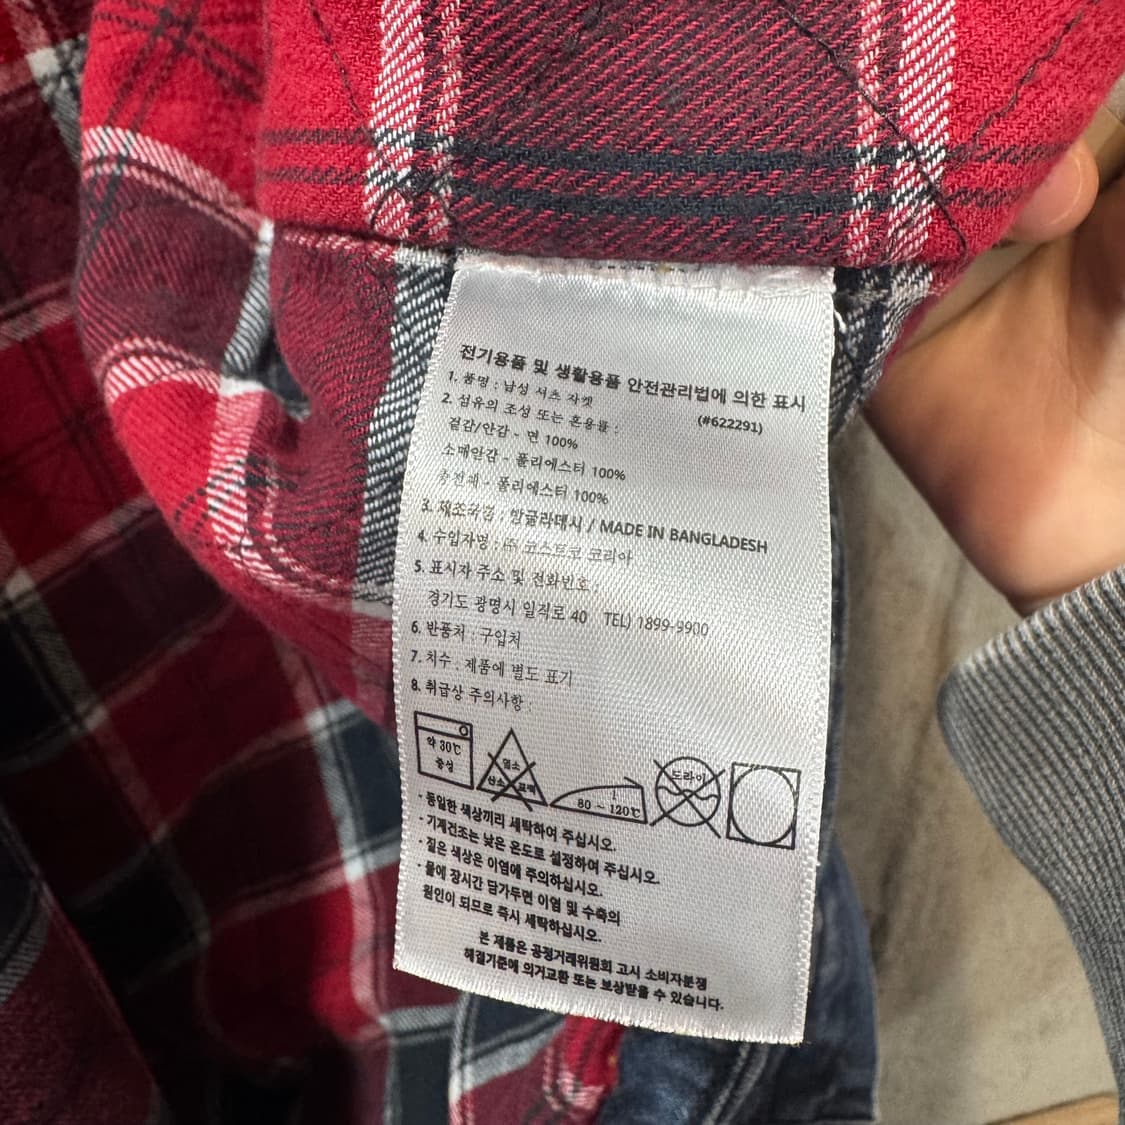 전기용품 및 생활용품 안전관리법에 의한 표시
1. 품명 : 남성 셔츠 자켓 (#622291)
2. 섬유의 조성 또는 혼용률 :
겉감/안감 - 면 100%
소매안감 - 폴리에스터 100%
충전재 - 폴리에스터 100%
3. 제조국명 : 방글라데시 / MADE IN BANGLADESH
4. 수입자명 : ㈜ 코스트코 코리아
5. 표시자 주소 및 전화번호 :
경기도 광명시 일직로 40 TEL) 1899-9900
6. 반품처 : 구입처
7. 치수 : 제품에 별도 표기
8. 취급상 주의사항 :
약 30℃
중성
염소
산소 표백
80 ~ 120℃
드라이
· 동일한 색상끼리 세탁하여 주십시오.
· 기계건조는 낮은 온도로 설정하여 주십시오.
· 짙은 색상은 이염에 주의하십시오.
· 물에 장시간 담가두면 이염 및 수축의
원인이 되므로 즉시 세탁하십시오.
본 제품은 공정거래위원회 고시 소비자분쟁
해결기준에 의거교환 또는 보상받을 수 있습니다.